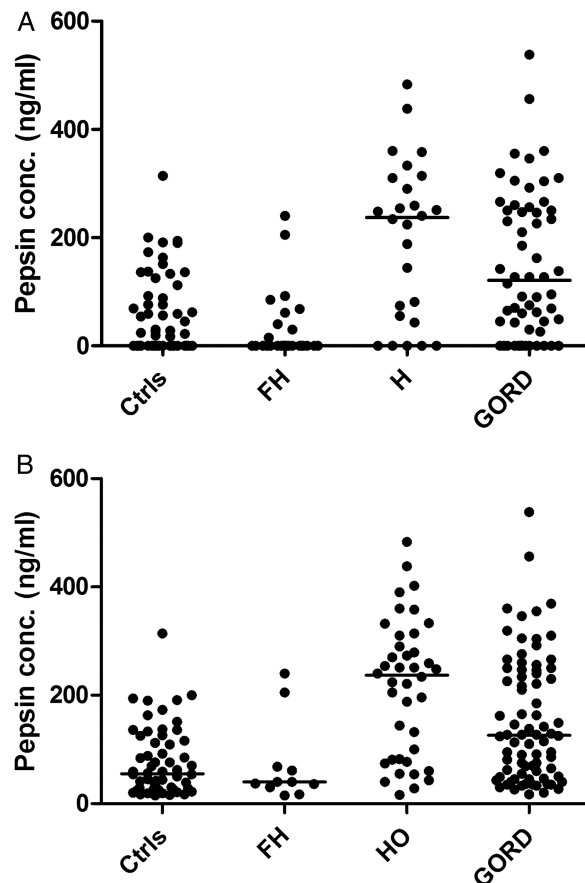 A
600
400
200
0
Pepsin conc. (ng/ml)
Ctrls
FH
H
GORD
B
600
400
200
0
Pepsin conc. (ng/ml)
Ctrls
FH
HO
GORD